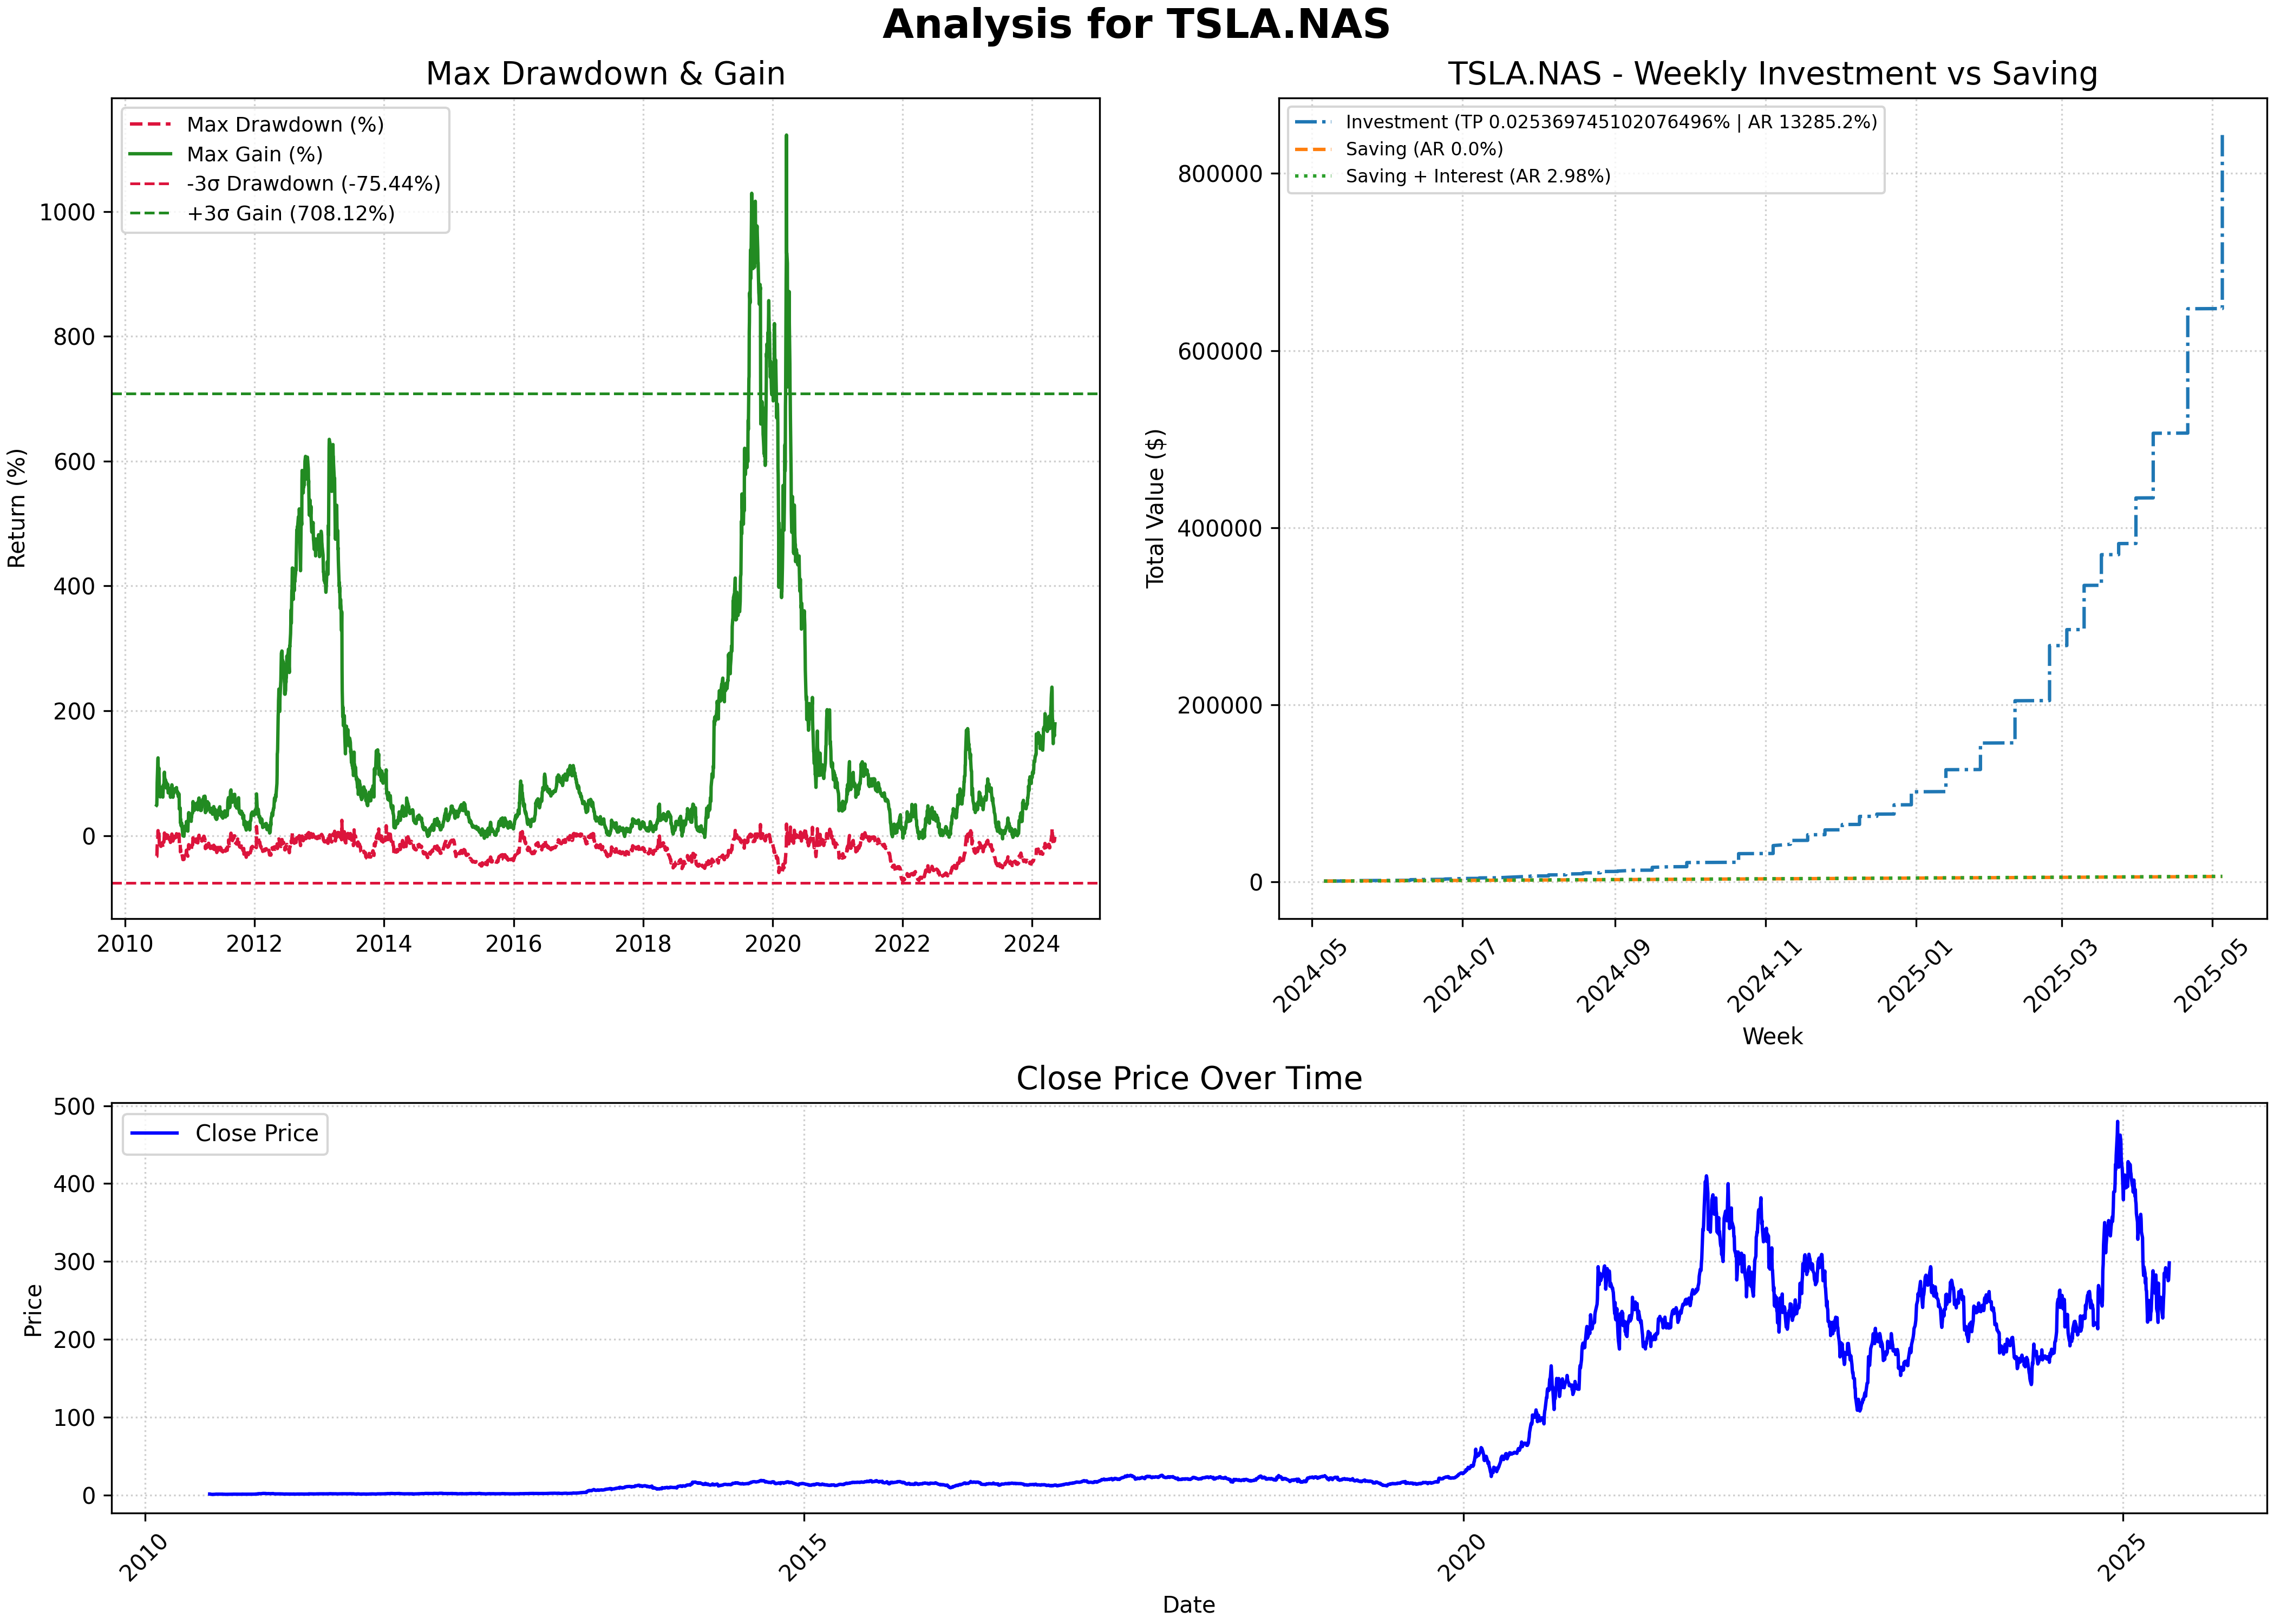 Analysis for TSLA.NAS
Max Drawdown & Gain
Max Drawdown (%)
Max Gain (%)
-3σ Drawdown (-75.44%)
+3σ Gain (708.12%)
Return (%)
1000
800
600
400
200
0
2010 2012 2014 2016 2018 2020 2022 2024
TSLA.NAS - Weekly Investment vs Saving
Investment (TP 0.025369745102076496% | AR 13285.2%)
Saving (AR 0.0%)
Saving + Interest (AR 2.98%)
Total Value ($)
800000
600000
400000
200000
0
2024-05 2024-07 2024-09 2024-11 2025-01 2025-03 2025-05
Week
Close Price Over Time
Close Price
Price
500
400
300
200
100
0
2010 2015 2020 2025
Date